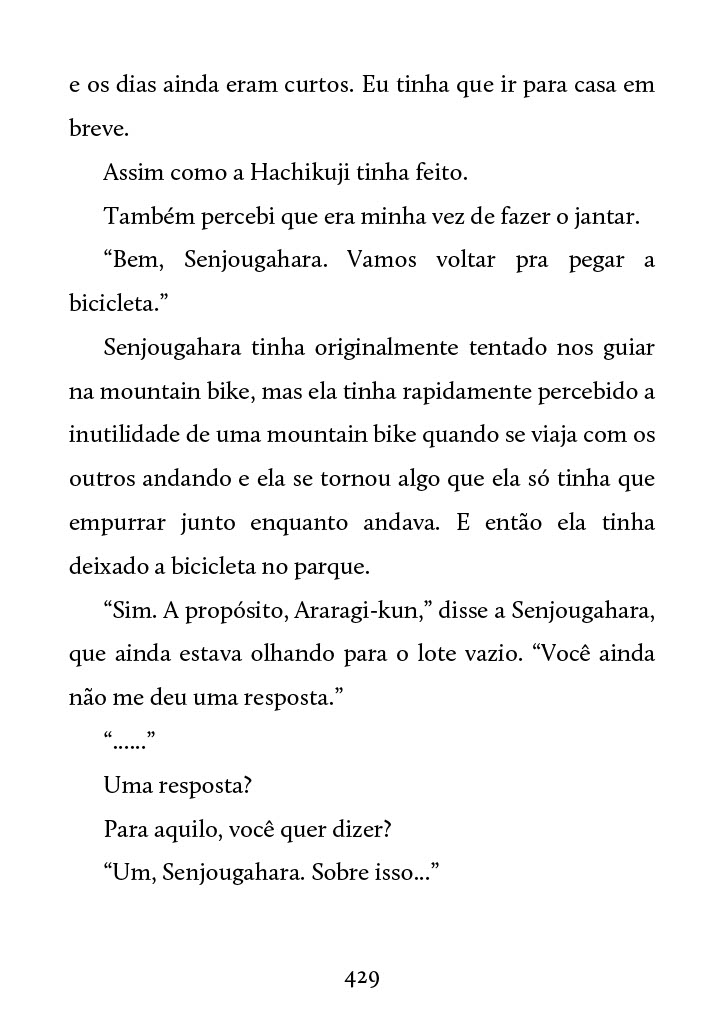 e os dias ainda eram curtos. Eu tinha que ir para casa em
breve.
Assim como a Hachikuji tinha feito.
Também percebi que era minha vez de fazer o jantar.
“Bem, Senjougahara. Vamos voltar pra pegar a
bicicleta.”
Senjougahara tinha originalmente tentado nos guiar
na mountain bike, mas ela tinha rapidamente percebido a
inutilidade de uma mountain bike quando se viaja com os
outros andando e ela se tornou algo que ela só tinha que
empurrar junto enquanto andava. E então ela tinha
deixado a bicicleta no parque.
“Sim. A propósito, Araragi-kun,” disse a Senjougahara,
que ainda estava olhando para o lote vazio. “Você ainda
não me deu uma resposta.”
“......”
Uma resposta?
Para aquilo, você quer dizer?
“Um, Senjougahara. Sobre isso...”
429